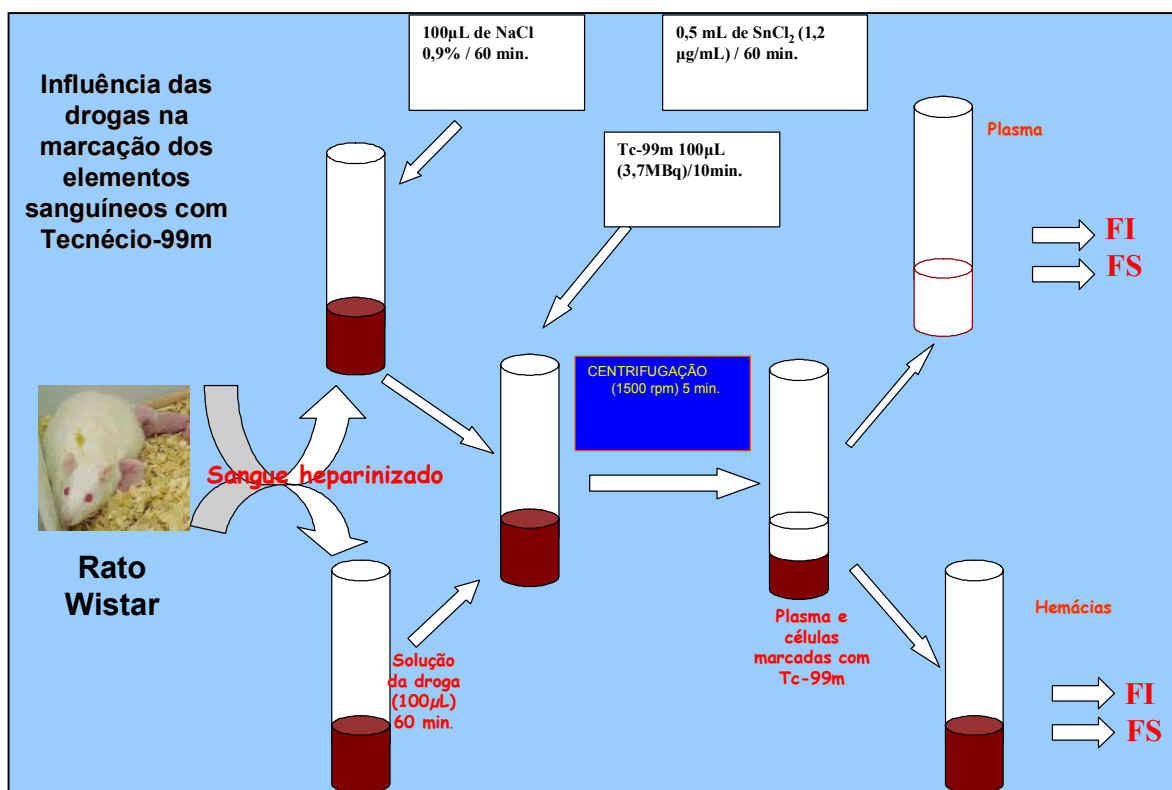 Influência das
drogas na
marcação dos
elementos
sanguíneos com
Tecnécio-99m
100µL de NaCl
0,9% / 60 min.
0,5 mL de SnCl₂ (1,2
µg/mL) / 60 min.
Tc-99m 100µL
(3,7MBq)/10min.
Plasma
FI
FS
CENTRIFUGAÇÃO
(1500 rpm) 5 min.
Sangue heparinizado
Rato
Wistar
Solução
da droga
(100µL)
60 min.
Plasma e
células
marcadas com
Tc-99m
Hemácias
FI
FS